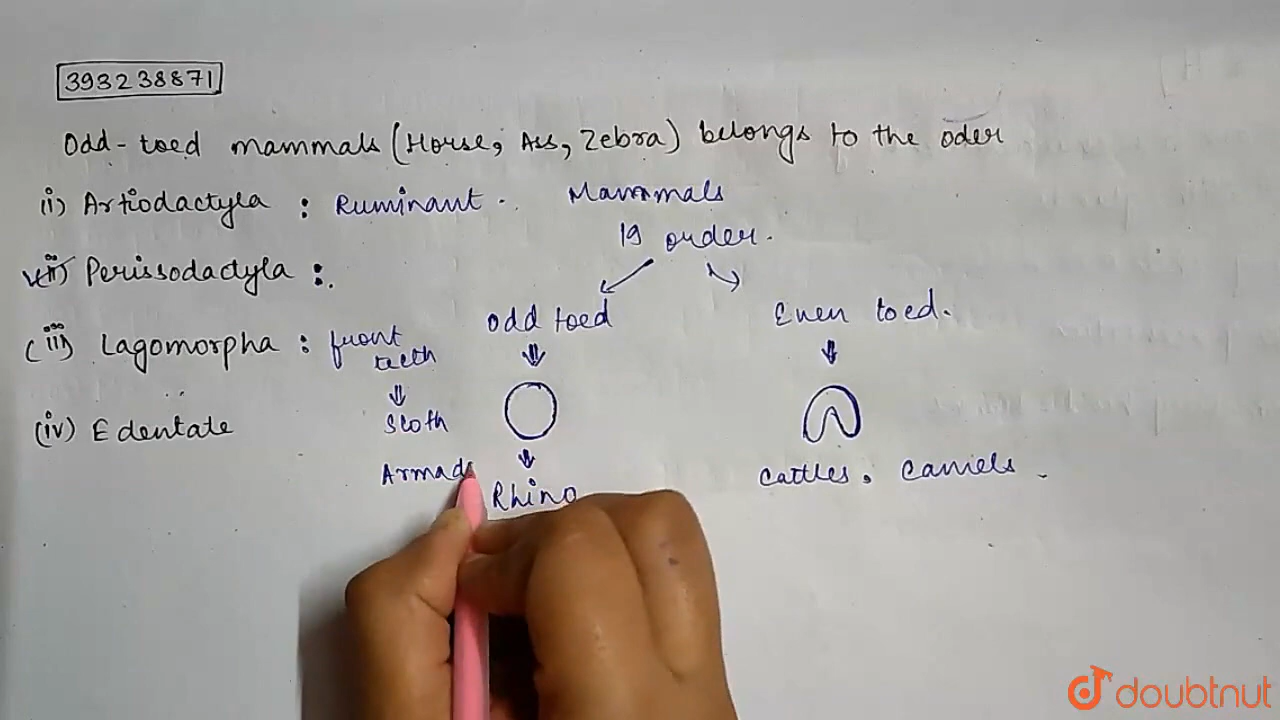 393238871
Odd-toed mammals (Horse, Ass, Zebra) belongs to the oder
(i) Artiodactyla : Ruminant.
Mammals
19 order.
(ii) Perissodactyla :
Odd toed
Even toed.
(iii) Lagomorpha : front
teeth
Sloth
Armad
Rhino
(iv) Edentate
Cattles, Camels.
doubtnut